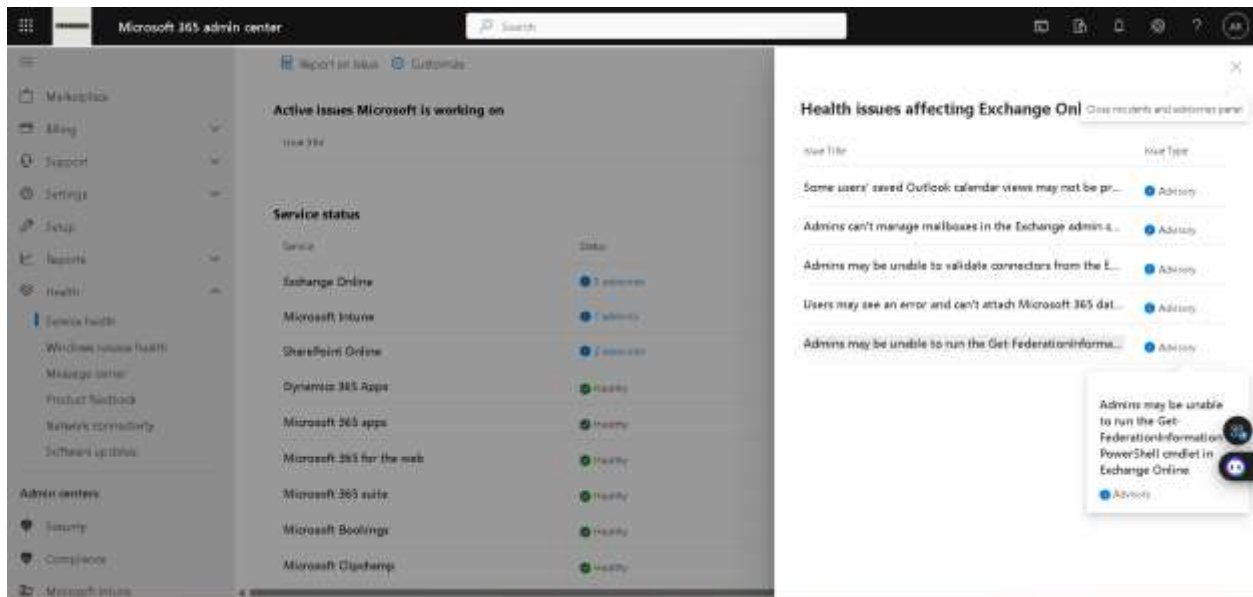 Microsoft 365 admin center
Search
AR
Report an issue
Customize
Marketplace
Billing
Support
Settings
Setup
Reports
Health
Service health
Windows release health
Message center
Product feedback
Network connectivity
Software updates
Admin centers
Security
Compliance
Microsoft Intune
Active issues Microsoft is working on
Issue title
Service status
Service Status
Exchange Online 5 advisories
Microsoft Intune advisory
SharePoint Online 2 advisories
Dynamics 365 Apps Healthy
Microsoft 365 apps Healthy
Microsoft 365 for the web Healthy
Microsoft 365 suite Healthy
Microsoft Bookings Healthy
Microsoft Clipchamp Healthy
Health issues affecting Exchange Onl
Close incidents and advisories panel
Issue Title Issue Type
Some users' saved Outlook calendar views may not be pr... Advisory
Admins can't manage mailboxes in the Exchange admin c... Advisory
Admins may be unable to validate connectors from the E... Advisory
Users may see an error and can't attach Microsoft 365 dat... Advisory
Admins may be unable to run the Get-FederationInforma... Advisory
Admins may be unable
to run the Get-
FederationInformation
PowerShell cmdlet in
Exchange Online
Advisory